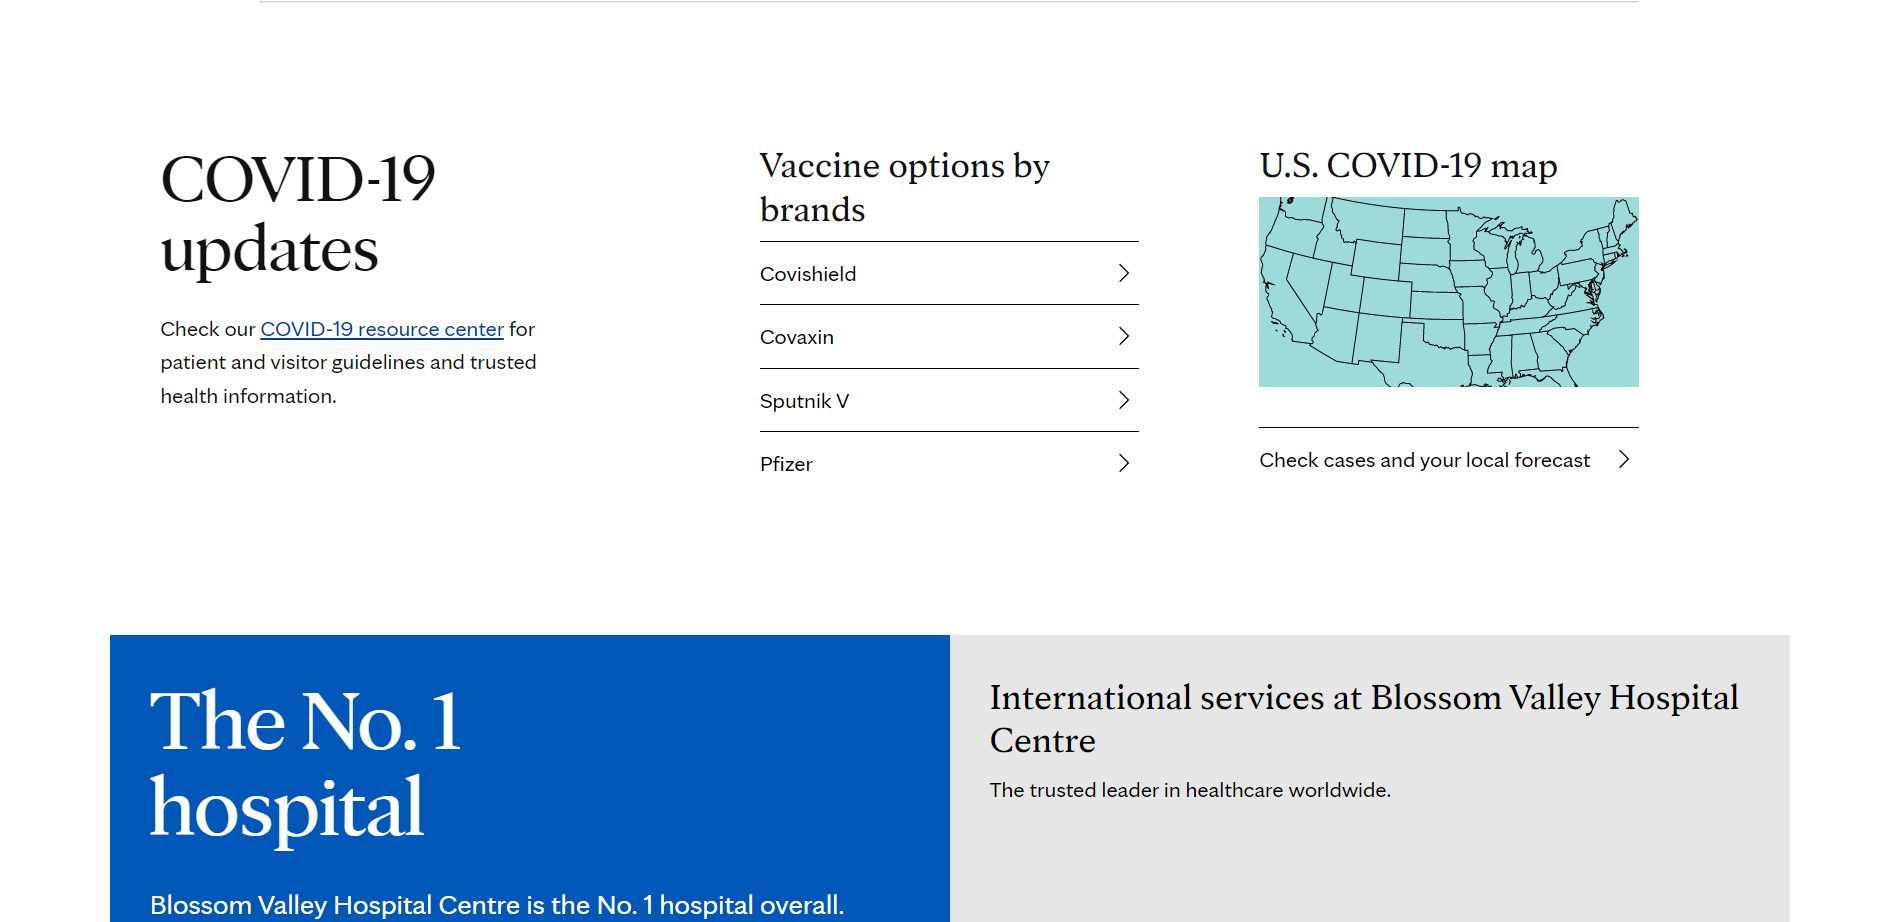 COVID-19
updates
Check our COVID-19 resource center for
patient and visitor guidelines and trusted
health information.
Vaccine options by
brands
Covishield
Covaxin
Sputnik V
Pfizer
U.S. COVID-19 map
Check cases and your local forecast
The No. 1
hospital
Blossom Valley Hospital Centre is the No. 1 hospital overall.
International services at Blossom Valley Hospital
Centre
The trusted leader in healthcare worldwide.